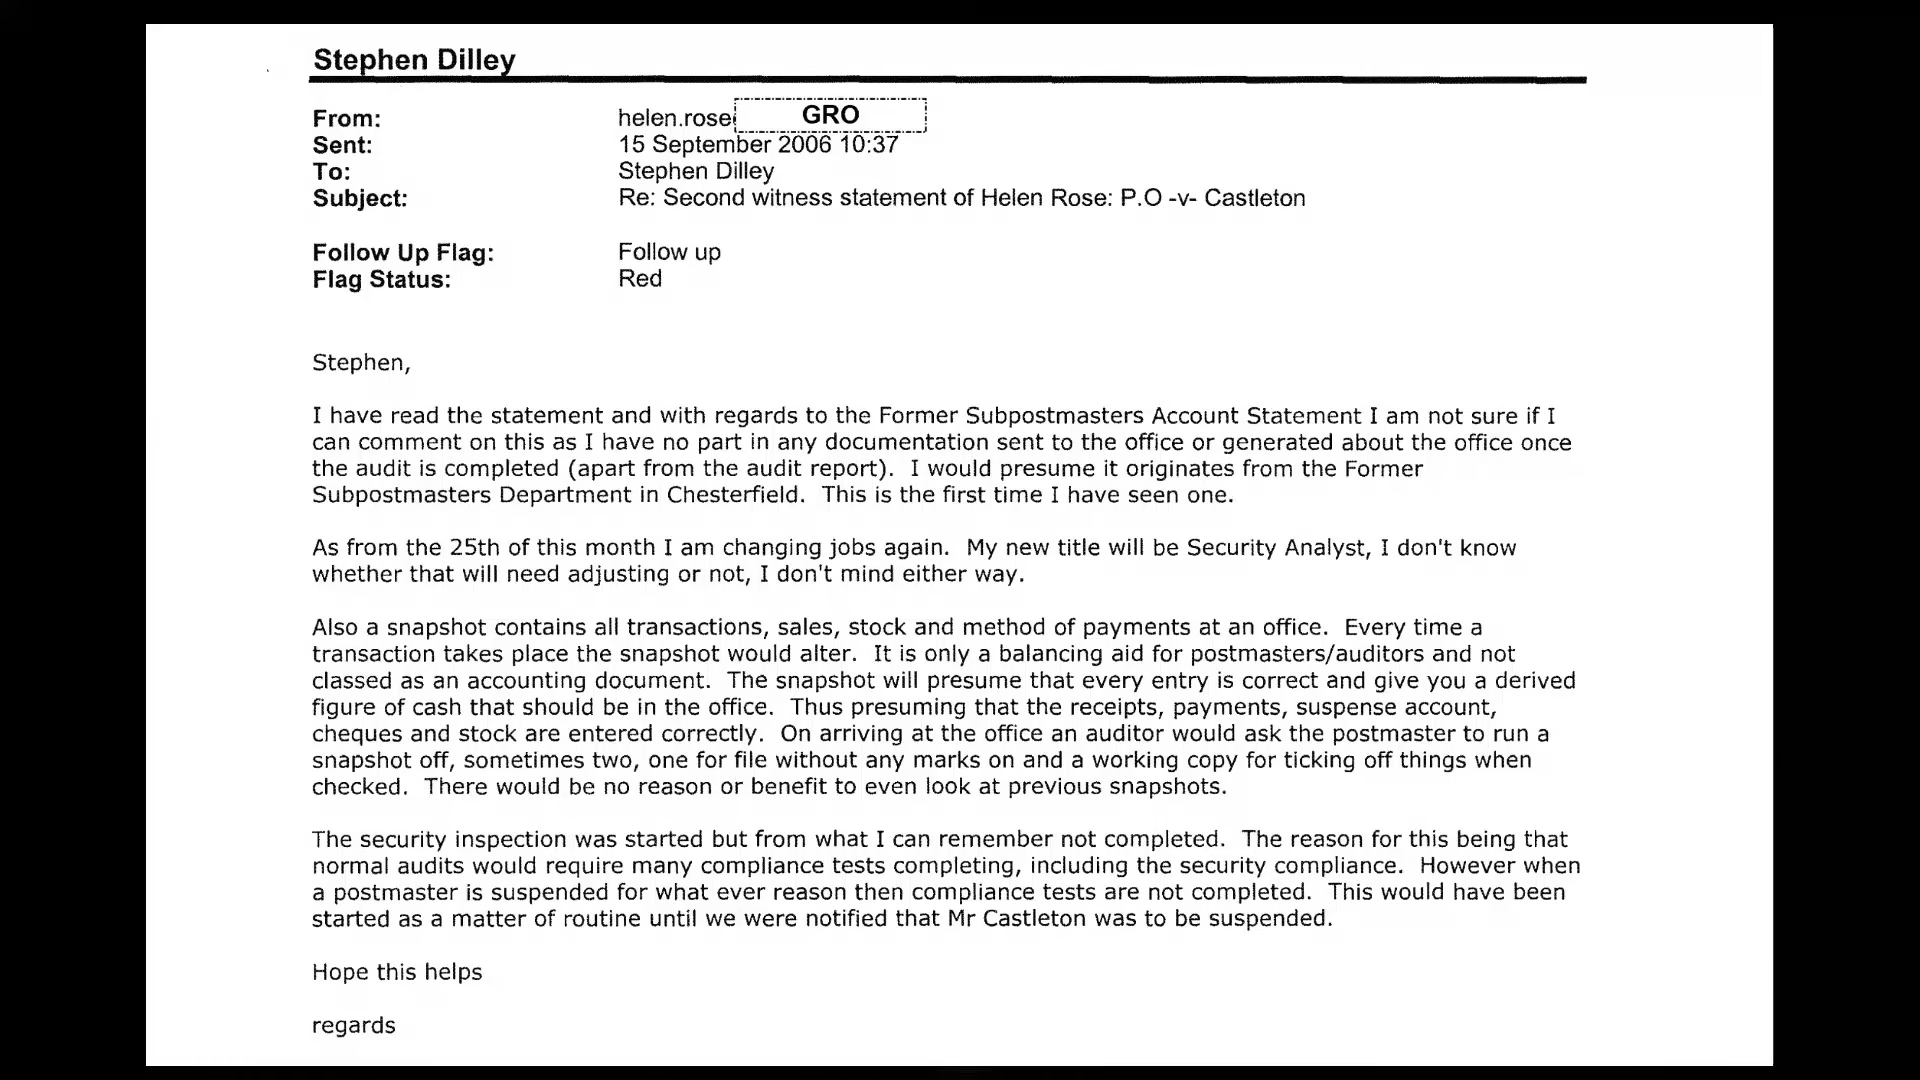 Stephen Dilley
From: helen.rose GRO
Sent: 15 September 2006 10:37
To: Stephen Dilley
Subject: Re: Second witness statement of Helen Rose: P.O -v- Castleton
Follow Up Flag: Follow up
Flag Status: Red
Stephen,
I have read the statement and with regards to the Former Subpostmasters Account Statement I am not sure if I
can comment on this as I have no part in any documentation sent to the office or generated about the office once
the audit is completed (apart from the audit report). I would presume it originates from the Former
Subpostmasters Department in Chesterfield. This is the first time I have seen one.
As from the 25th of this month I am changing jobs again. My new title will be Security Analyst, I don't know
whether that will need adjusting or not, I don't mind either way.
Also a snapshot contains all transactions, sales, stock and method of payments at an office. Every time a
transaction takes place the snapshot would alter. It is only a balancing aid for postmasters/auditors and not
classed as an accounting document. The snapshot will presume that every entry is correct and give you a derived
figure of cash that should be in the office. Thus presuming that the receipts, payments, suspense account,
cheques and stock are entered correctly. On arriving at the office an auditor would ask the postmaster to run a
snapshot off, sometimes two, one for file without any marks on and a working copy for ticking off things when
checked. There would be no reason or benefit to even look at previous snapshots.
The security inspection was started but from what I can remember not completed. The reason for this being that
normal audits would require many compliance tests completing, including the security compliance. However when
a postmaster is suspended for what ever reason then compliance tests are not completed. This would have been
started as a matter of routine until we were notified that Mr Castleton was to be suspended.
Hope this helps
regards